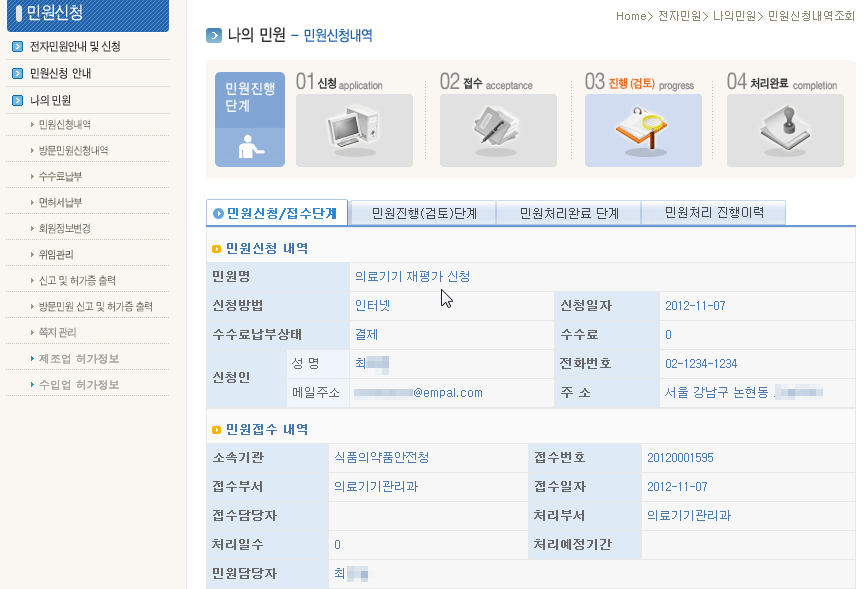 민원신청
전자민원안내 및 신청
민원신청 안내
나의 민원
민원신청내역
방문민원신청내역
수수료납부
면허세납부
회원정보변경
위임관리
신고 및 허가증 출력
방문민원 신고 및 허가증 출력
쪽지 관리
제조업 허가정보
수입업 허가정보
Home> 전자민원> 나의민원> 민원신청내역조회
나의 민원 - 민원신청내역
민원진행
단계
01 신청 application
02 접수 acceptance
03 진행 (검토) progress
04 처리완료 completion
민원신청/접수단계 민원진행(검토)단계 민원처리완료 단계 민원처리 진행이력
민원신청 내역
민원명 의료기기 재평가 신청
신청방법 인터넷 신청일자 2012-11-07
수수료납부상태 결제 수수료 0
신청인 성 명 최 전화번호 02-1234-1234
메일주소 @empal.com 주 소 서울 강남구 논현동
민원접수 내역
소속기관 식품의약품안전청 접수번호 20120001595
접수부서 의료기기관리과 접수일자 2012-11-07
접수담당자 처리부서 의료기기관리과
처리일수 0 처리예정기간
민원담당자 최